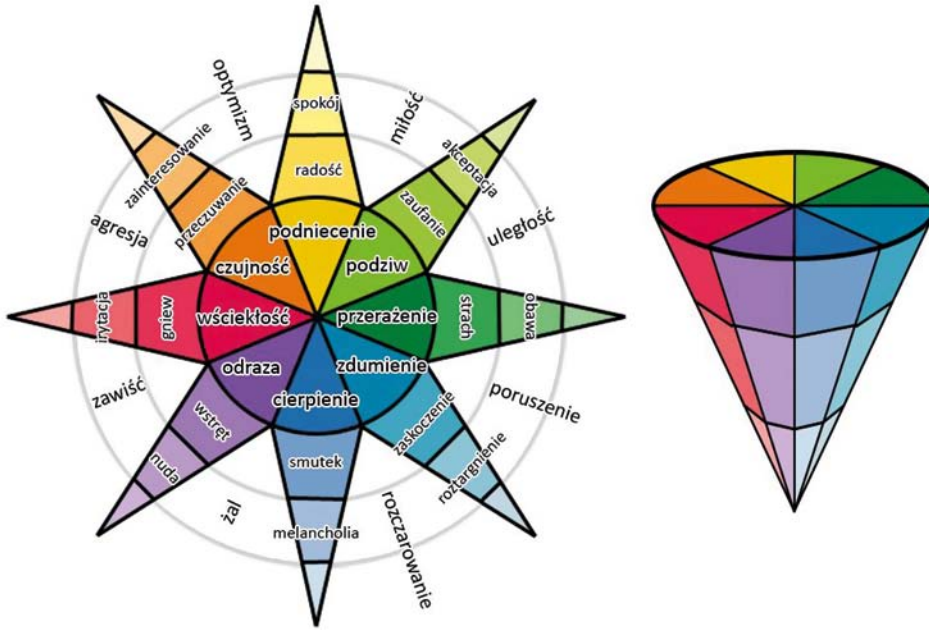 optymizm
spokój
miłość
zainteresowanie
akceptacja
radość
przeczuwanie
zaufanie
agresja
uległość
podniecenie
czujność
podziw
irytacja
gniew
wściekłość
przerażenie
strach
obawa
odraza
zdumienie
zawiść
cierpienie
poruszenie
wstręt
zaskoczenie
nuda
smutek
roztargnienie
żal
melancholia
rozczarowanie